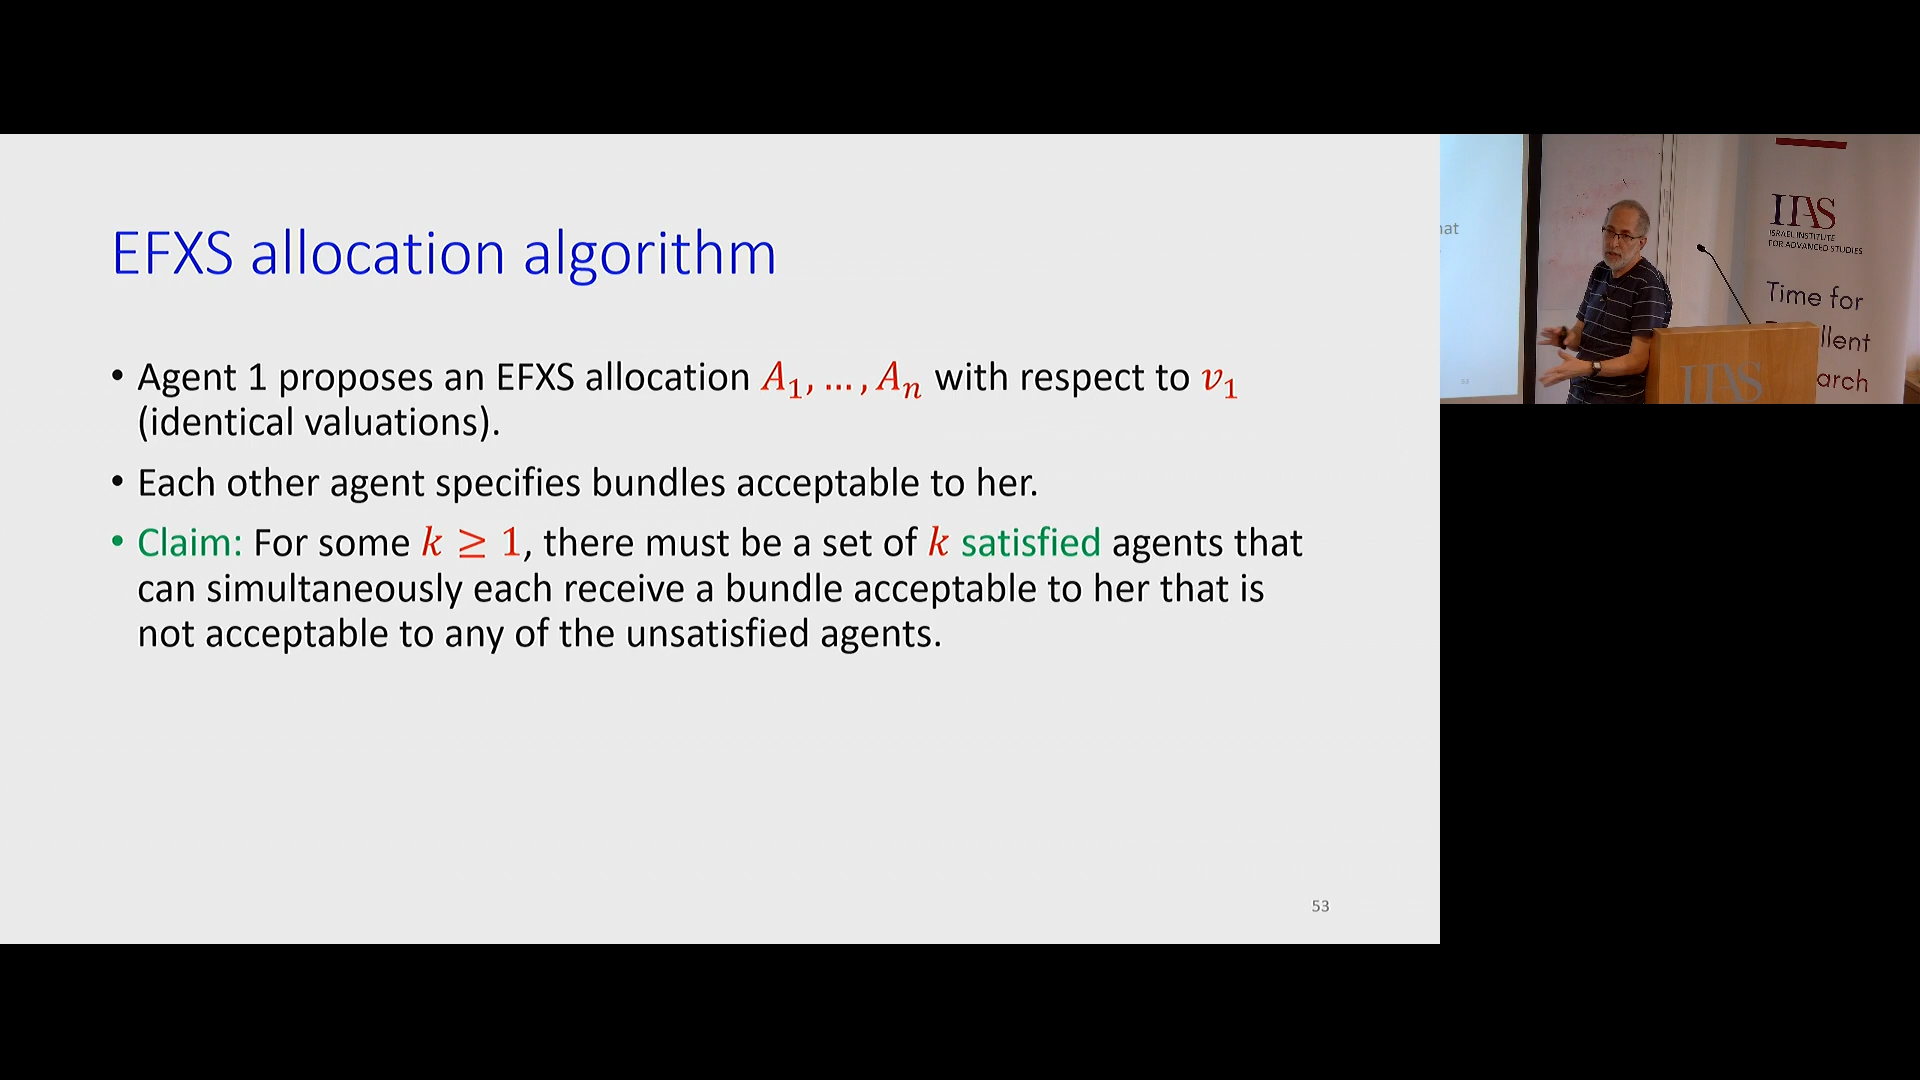 EFXS allocation algorithm
• Agent 1 proposes an EFXS allocation A₁, … , Aₙ with respect to v₁
(identical valuations).
• Each other agent specifies bundles acceptable to her.
• Claim: For some k ≥ 1, there must be a set of k satisfied agents that
can simultaneously each receive a bundle acceptable to her that is
not acceptable to any of the unsatisfied agents.
53
hat
IIAS
ISRAEL INSTITUTE
FOR ADVANCED STUDIES
Time for
llent
arch
IIAS